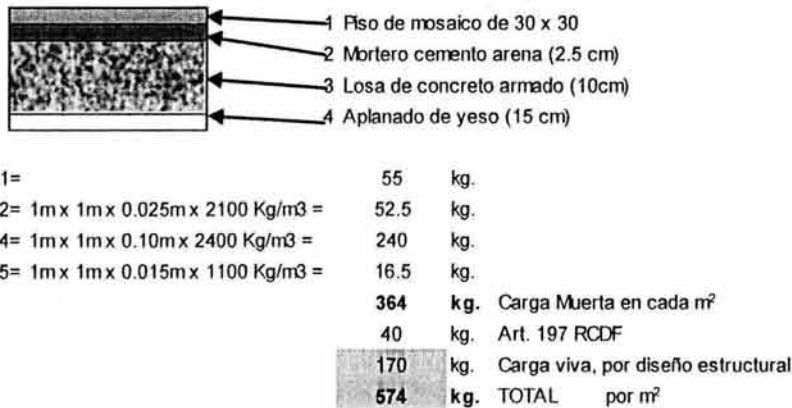 1 Piso de mosaico de 30 x 30
2 Mortero cemento arena (2.5 cm)
3 Losa de concreto armado (10cm)
4 Aplanado de yeso (15 cm)
1= 55 kg.
2= 1m x 1m x 0.025m x 2100 Kg/m3 = 52.5 kg.
4= 1m x 1m x 0.10m x 2400 Kg/m3 = 240 kg.
5= 1m x 1m x 0.015m x 1100 Kg/m3 = 16.5 kg.
364 kg. Carga Muerta en cada m²
40 kg. Art. 197 RCDF
170 kg. Carga viva, por diseño estructural
574 kg. TOTAL por m²